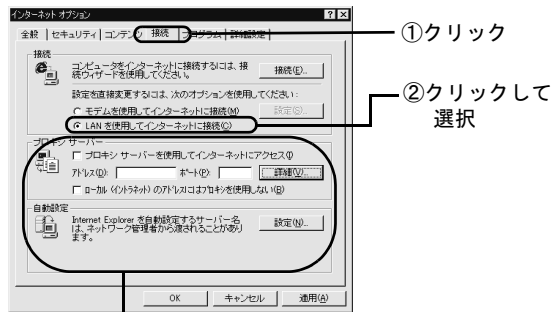 インターネット オプション
全般 セキュリティ コンテンツ 接続 プログラム 詳細設定
①クリック
接続
コンピュータをインターネットに接続するには、接
続ウィザードを使用してください。
接続(E)...
設定を直接変更するには、次のオプションを使用してください:
モデムを使用してインターネットに接続(M)
設定(S)...
LAN を使用してインターネットに接続(C)
②クリックして
選択
プロキシ サーバー
プロキシ サーバーを使用してインターネットにアクセス(I)
アドレス(D): ポート(P): 詳細(V)...
ローカル (イントラネット) のアドレスにはプロキシを使用しない(B)
自動設定
Internet Explorer を自動設定するサーバー名
は、ネットワーク管理者から渡されることがあり
ます。
設定(N)...
OK キャンセル 適用(A)